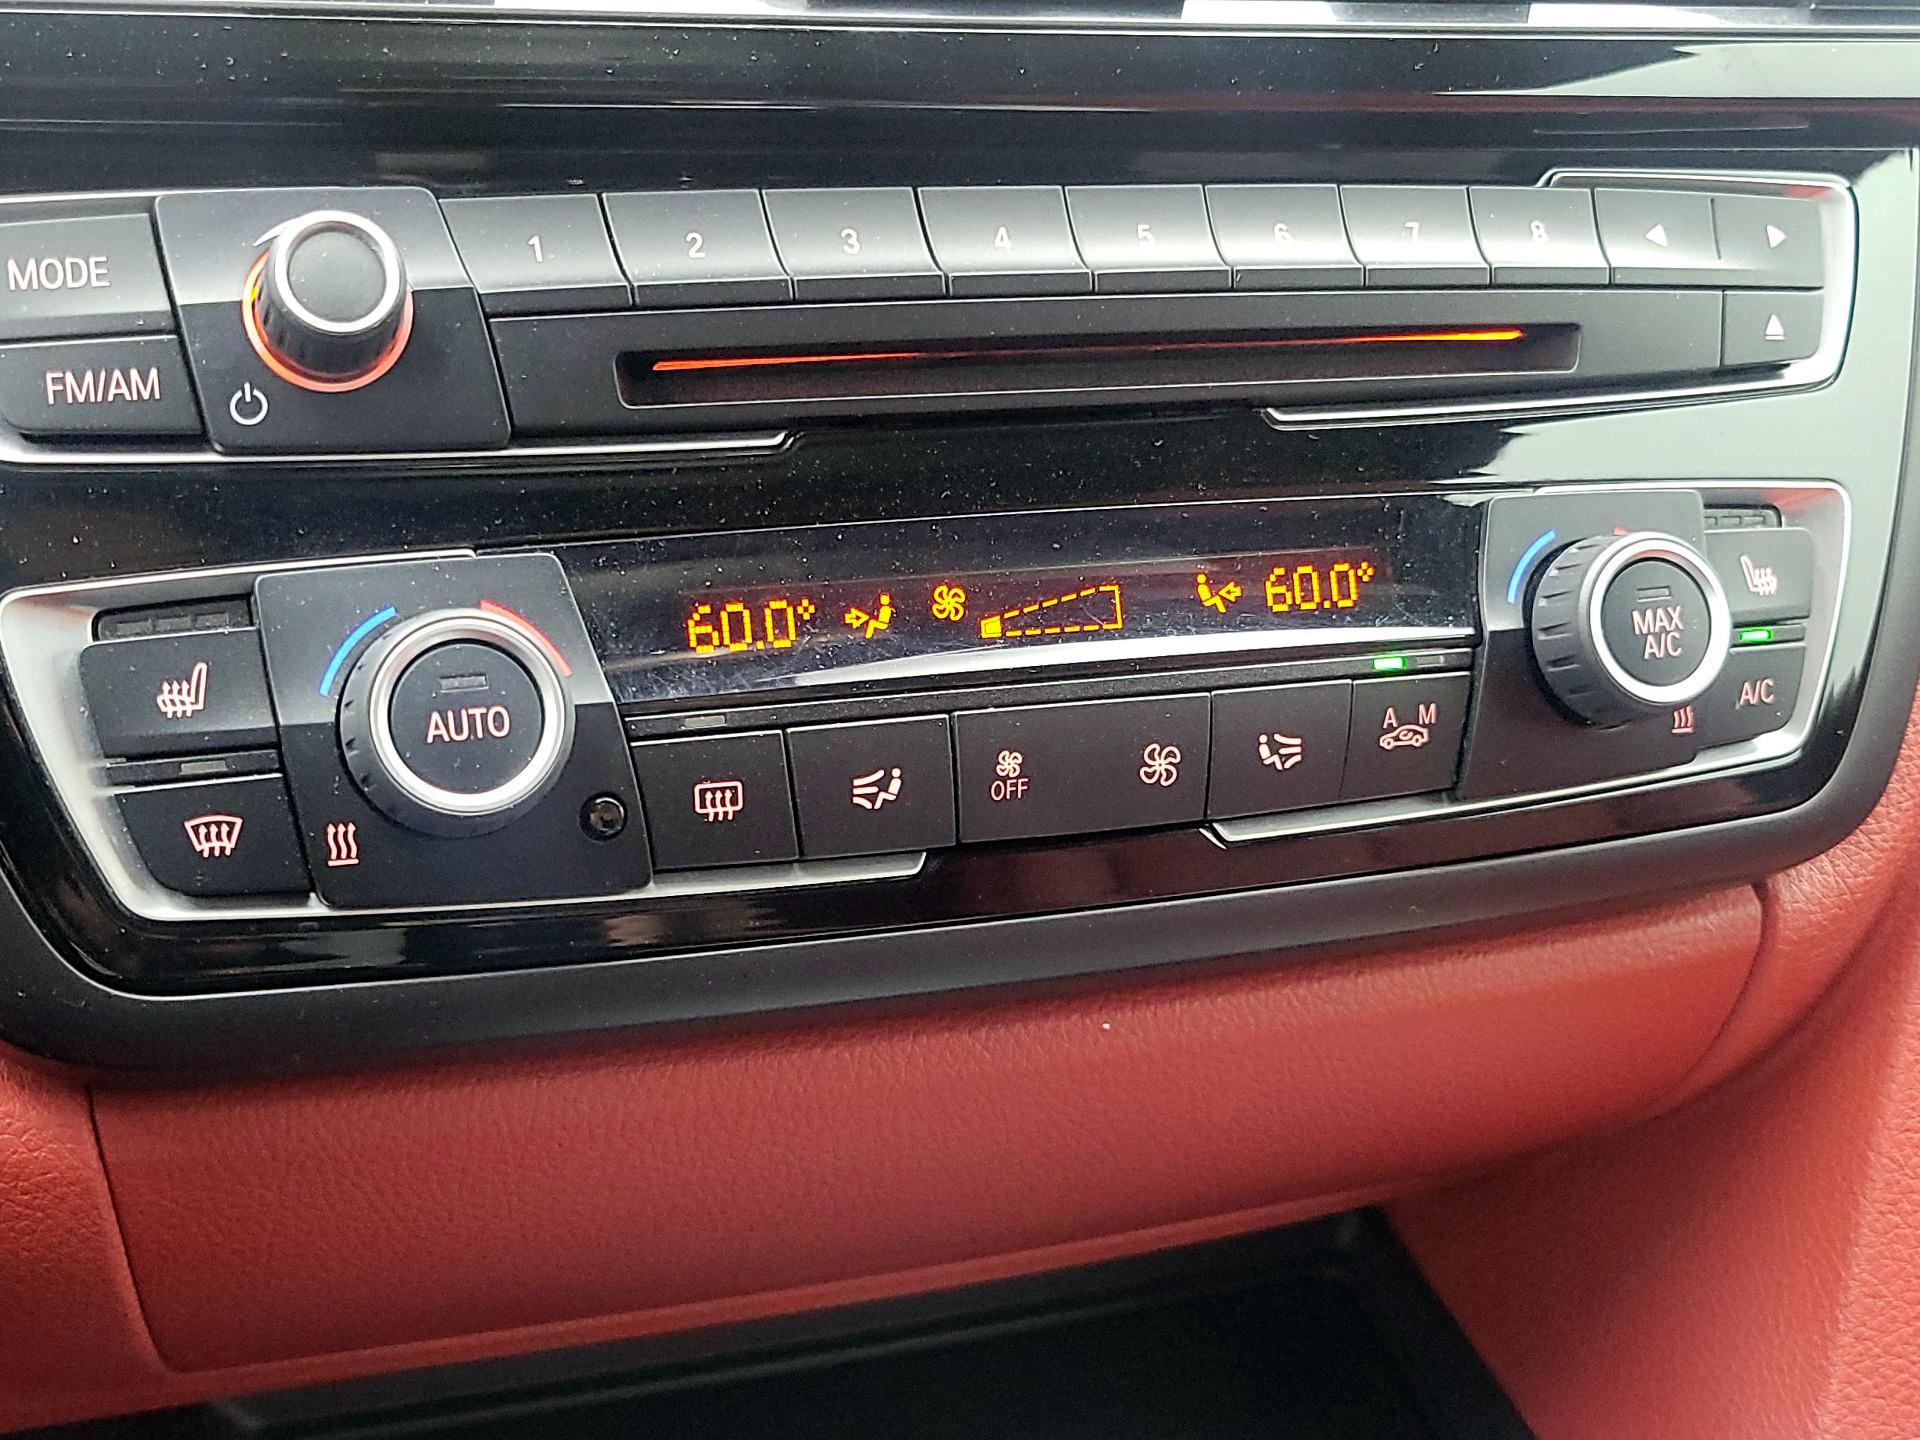 MODE
1 2 3 4 5 6 7 8
FM/AM
60.0° 60.0°
AUTO
OFF
A M
MAX
A/C
A/C